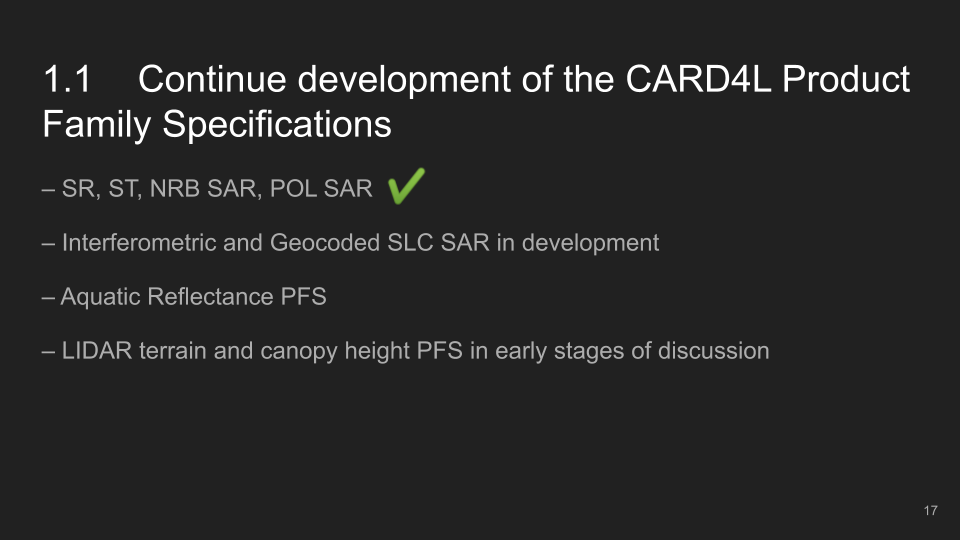 1.1 Continue development of the CARD4L Product
Family Specifications
– SR, ST, NRB SAR, POL SAR ✔
– Interferometric and Geocoded SLC SAR in development
– Aquatic Reflectance PFS
– LIDAR terrain and canopy height PFS in early stages of discussion
17